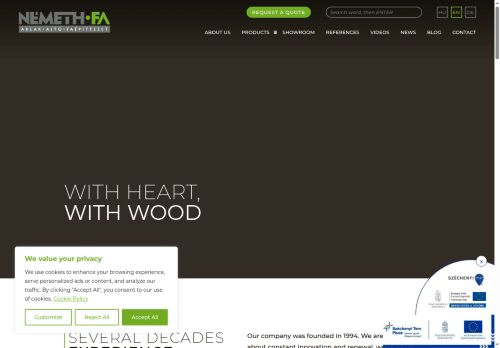 NÉMETH•FA
ABLAK•AJTÓ•FAÉPÍTÉSZET
REQUEST A QUOTE
Search word, then ENTER
HU
EN
DE
ABOUT US
PRODUCTS
SHOWROOM
REFERENCES
VIDEOS
NEWS
BLOG
CONTACT
WITH HEART,
WITH WOOD
We value your privacy
We use cookies to enhance your browsing experience,
serve personalized ads or content, and analyze our
traffic. By clicking "Accept All", you consent to our use
of cookies. Cookie Policy
Customize
Reject All
Accept All
X
SZÉCHENYI
Széchenyi Terv
Plusz
SEVERAL DECADES
EXPERIENCE
Our company was founded in 1994. We are
about constant innovation and renewal